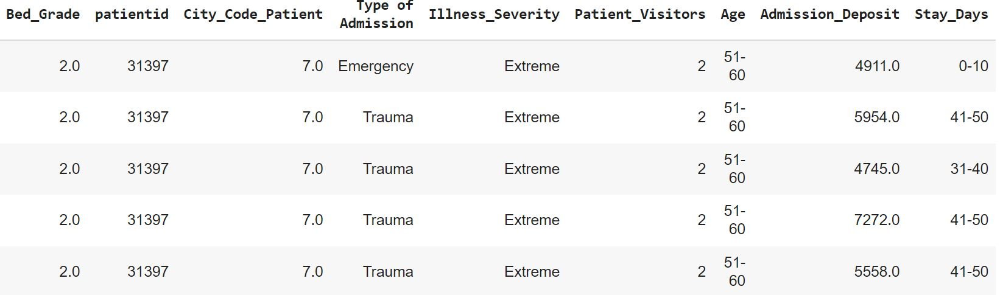 Bed_Grade patientid City_Code_Patient Type of Admission Illness_Severity Patient_Visitors Age Admission_Deposit Stay_Days
2.0 31397 7.0 Emergency Extreme 2 51-60 4911.0 0-10
2.0 31397 7.0 Trauma Extreme 2 51-60 5954.0 41-50
2.0 31397 7.0 Trauma Extreme 2 51-60 4745.0 31-40
2.0 31397 7.0 Trauma Extreme 2 51-60 7272.0 41-50
2.0 31397 7.0 Trauma Extreme 2 51-60 5558.0 41-50